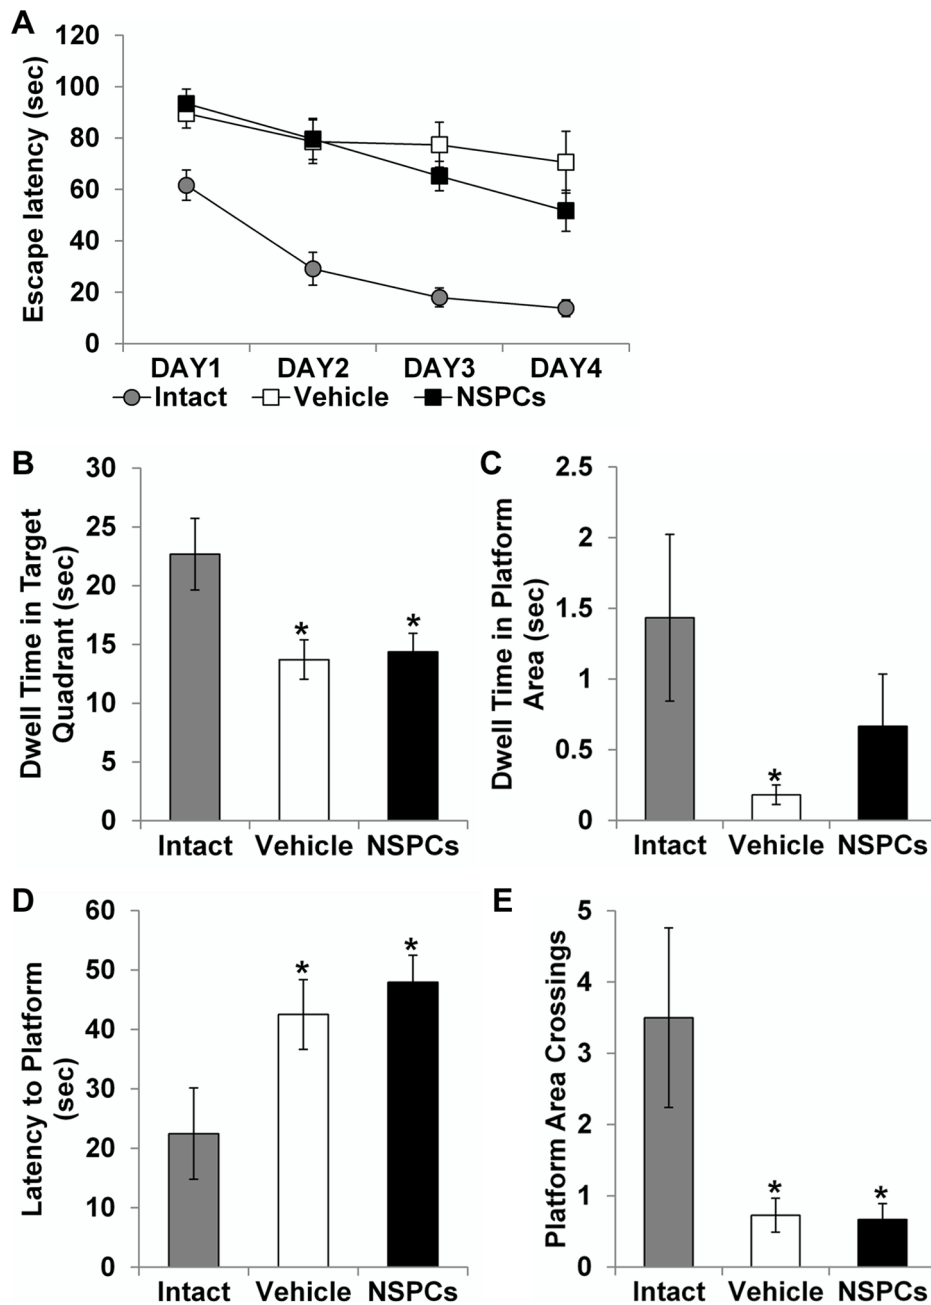 A
Escape latency (sec)
120
100
80
60
40
20
0
DAY1 DAY2 DAY3 DAY4
Intact Vehicle NSPCs
B
Dwell Time in Target
Quadrant (sec)
30
25
20
15
10
5
0
* *
Intact Vehicle NSPCs
C
Dwell Time in Platform
Area (sec)
2.5
2
1.5
1
0.5
0
*
Intact Vehicle NSPCs
D
Latency to Platform
(sec)
60
50
40
30
20
10
0
* *
Intact Vehicle NSPCs
E
Platform Area Crossings
5
4
3
2
1
0
* *
Intact Vehicle NSPCs